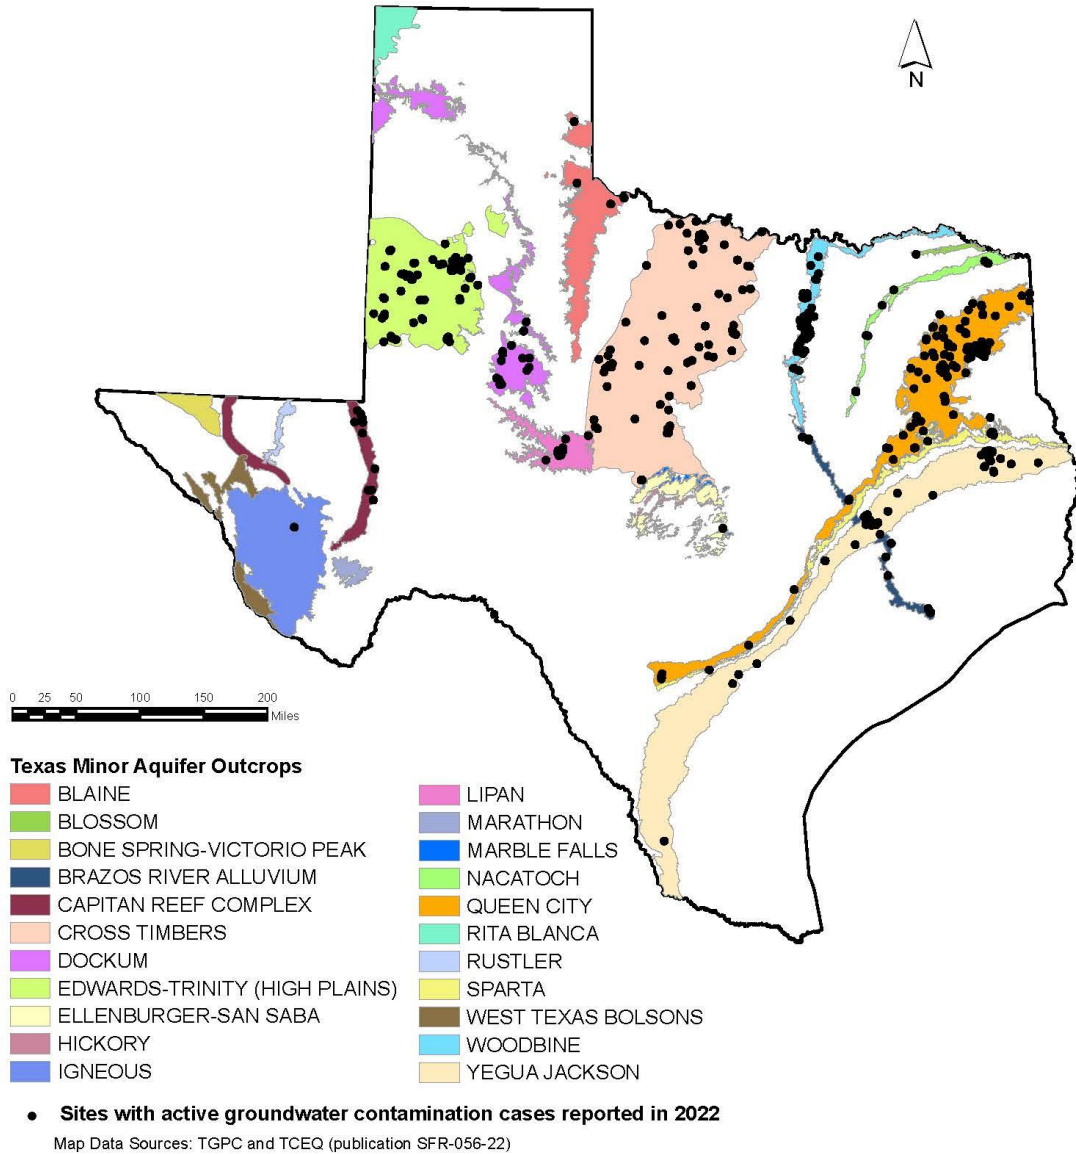 N
0 25 50 100 150 200
Miles
Texas Minor Aquifer Outcrops
BLAINE
BLOSSOM
BONE SPRING-VICTORIO PEAK
BRAZOS RIVER ALLUVIUM
CAPITAN REEF COMPLEX
CROSS TIMBERS
DOCKUM
EDWARDS-TRINITY (HIGH PLAINS)
ELLENBURGER-SAN SABA
HICKORY
IGNEOUS
LIPAN
MARATHON
MARBLE FALLS
NACATOCH
QUEEN CITY
RITA BLANCA
RUSTLER
SPARTA
WEST TEXAS BOLSONS
WOODBINE
YEGUA JACKSON
Sites with active groundwater contamination cases reported in 2022
Map Data Sources: TGPC and TCEQ (publication SFR-056-22)